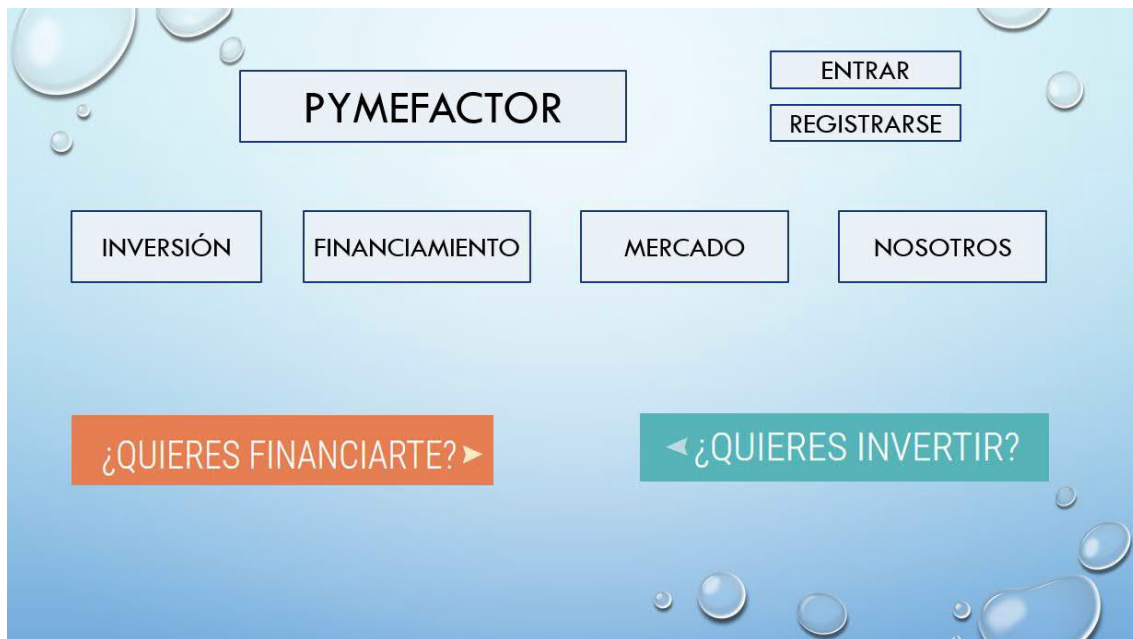 PYMEFACTOR
ENTRAR
REGISTRARSE
INVERSIÓN
FINANCIAMIENTO
MERCADO
NOSOTROS
¿QUIERES FINANCIARTE?
¿QUIERES INVERTIR?